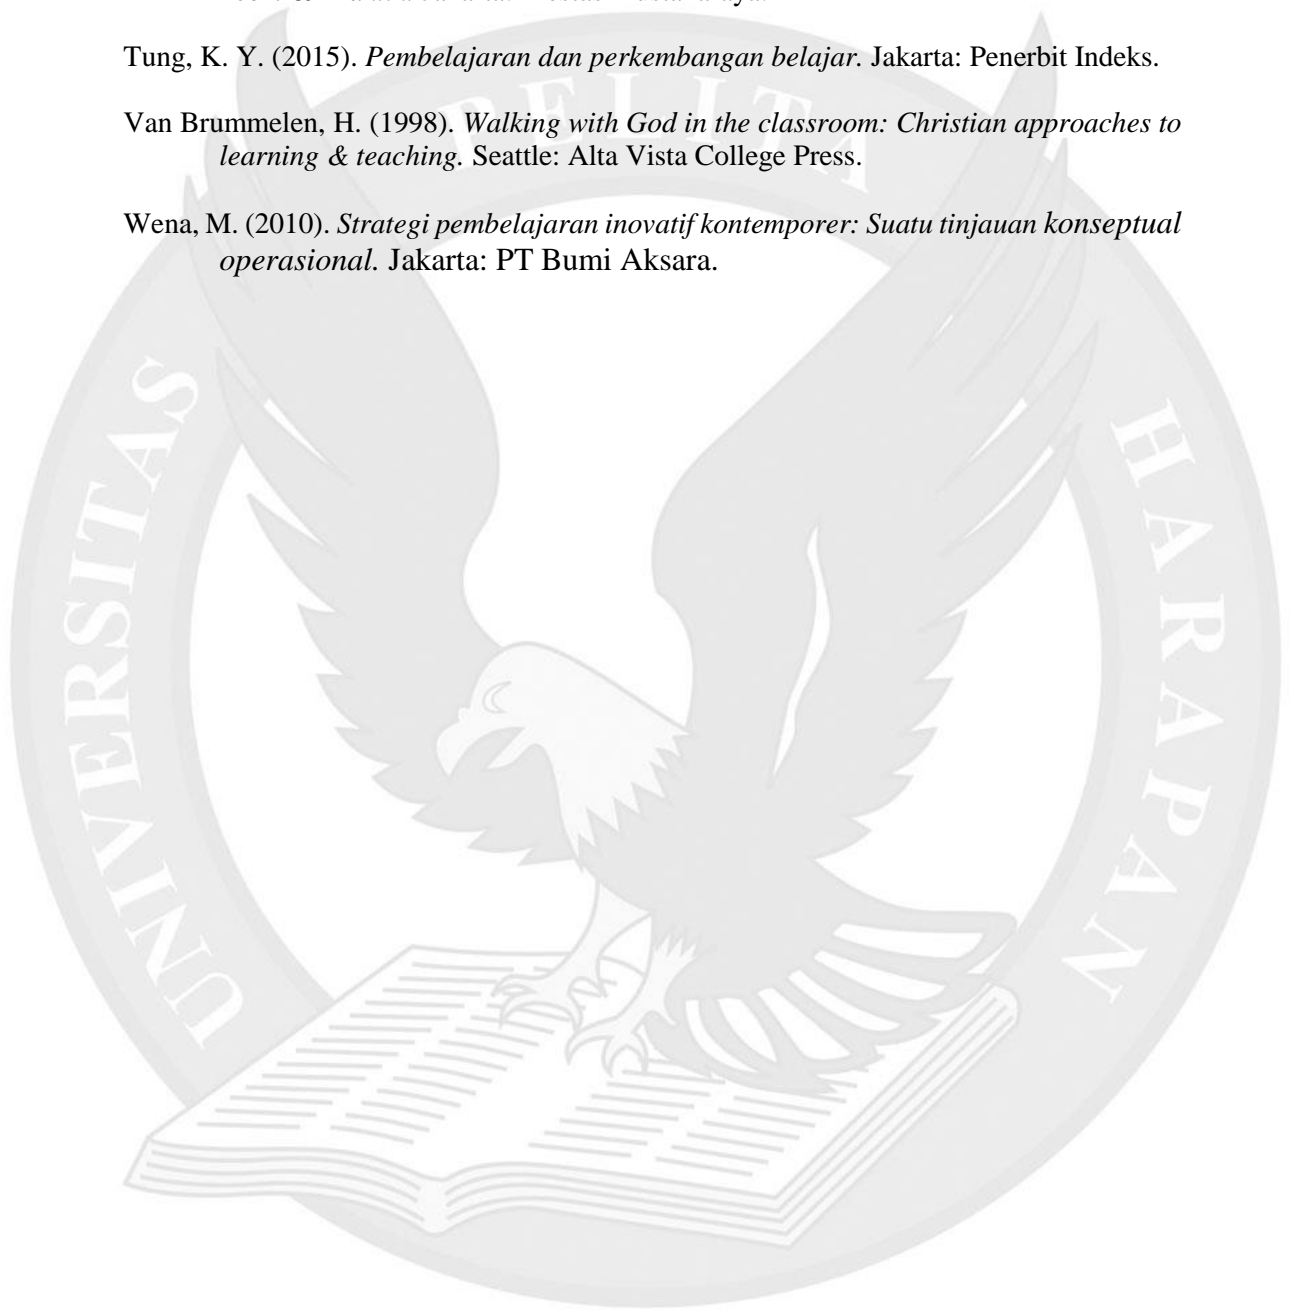 Tung, K. Y. (2015). Pembelajaran dan perkembangan belajar. Jakarta: Penerbit Indeks.
Van Brummelen, H. (1998). Walking with God in the classroom: Christian approaches to
learning & teaching. Seattle: Alta Vista College Press.
Wena, M. (2010). Strategi pembelajaran inovatif kontemporer: Suatu tinjauan konseptual
operasional. Jakarta: PT Bumi Aksara.
UNIVERSITAS PELITA HARAPAN